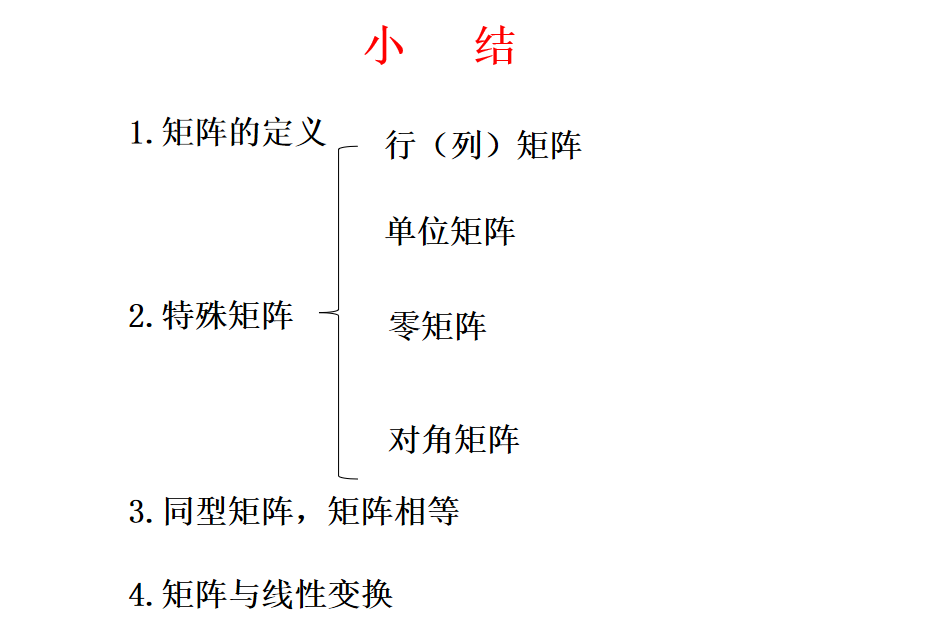 小 结
1.矩阵的定义
行（列）矩阵
单位矩阵
2.特殊矩阵
零矩阵
对角矩阵
3.同型矩阵，矩阵相等
4.矩阵与线性变换